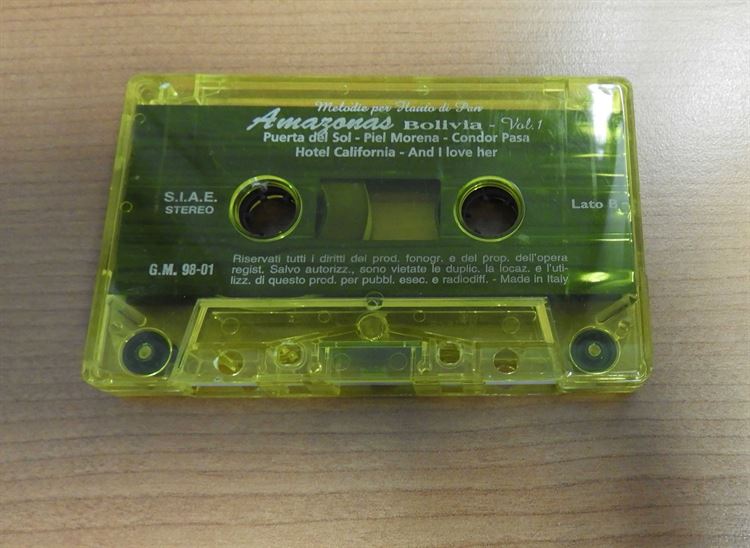 Melodie per Flauto di Pan
Amazonas Bolivia - Vol. 1
Puerta del Sol - Piel Morena - Condor Pasa
Hotel California - And I love her
S.I.A.E.
STEREO
Lato B
G.M. 98-01
Riservati tutti i diritti del prod. fonogr. e del prop. dell'opera
regist. Salvo autorizz., sono vietate le duplic. la locaz. e l'uti-
lizz. di questo prod. per pubbl. esec. e radiodiff. - Made in Italy